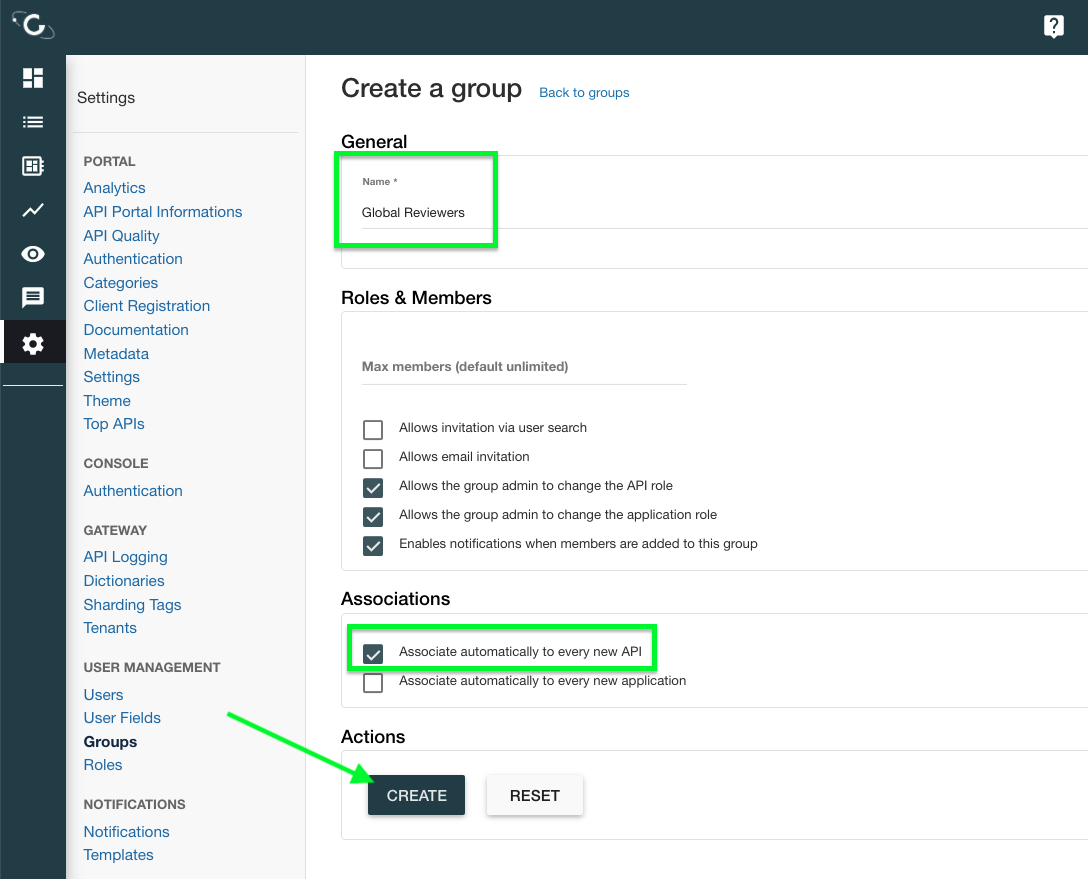 ?
Settings
PORTAL
Analytics
API Portal Informations
API Quality
Authentication
Categories
Client Registration
Documentation
Metadata
Settings
Theme
Top APIs
CONSOLE
Authentication
GATEWAY
API Logging
Dictionaries
Sharding Tags
Tenants
USER MANAGEMENT
Users
User Fields
Groups
Roles
NOTIFICATIONS
Notifications
Templates
Create a group Back to groups
General
Name *
Global Reviewers
Roles & Members
Max members (default unlimited)
Allows invitation via user search
Allows email invitation
Allows the group admin to change the API role
Allows the group admin to change the application role
Enables notifications when members are added to this group
Associations
Associate automatically to every new API
Associate automatically to every new application
Actions
CREATE RESET